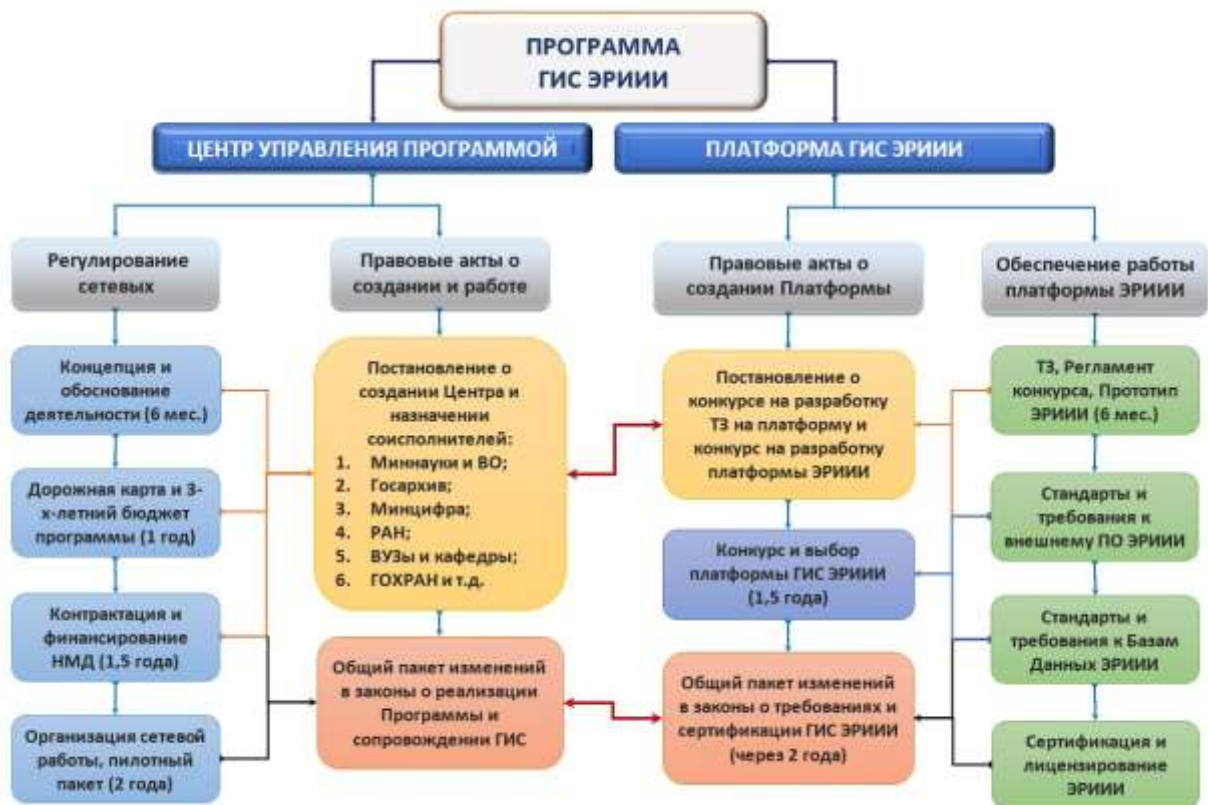 ПРОГРАММА
ГИС ЭРИИИ
ЦЕНТР УПРАВЛЕНИЯ ПРОГРАММОЙ
ПЛАТФОРМА ГИС ЭРИИИ
Регулирование
сетевых
Правовые акты о
создании и работе
Правовые акты о
создании Платформы
Обеспечение работы
платформы ЭРИИИ
Концепция и
обоснование
деятельности (6 мес.)
Дорожная карта и 3-
х-летний бюджет
программы (1 год)
Контрактация и
финансирование
НМД (1,5 года)
Организация сетевой
работы, пилотный
пакет (2 года)
Постановление о
создании Центра и
назначении
соисполнителей:
1. Миннауки и ВО;
2. Госархив;
3. Минцифра;
4. РАН;
5. ВУЗы и кафедры;
6. ГОХРАН и т.д.
Общий пакет изменений
в законы о реализации
Программы и
сопровождении ГИС
Постановление о
конкурсе на разработку
ТЗ на платформу и
конкурс на разработку
платформы ЭРИИИ
Конкурс и выбор
платформы ГИС ЭРИИИ
(1,5 года)
Общий пакет изменений
в законы о требованиях и
сертификации ГИС ЭРИИИ
(через 2 года)
ТЗ, Регламент
конкурса, Прототип
ЭРИИИ (6 мес.)
Стандарты и
требования к
внешнему ПО ЭРИИИ
Стандарты и
требования к Базам
Данных ЭРИИИ
Сертификация и
лицензирование
ЭРИИИ